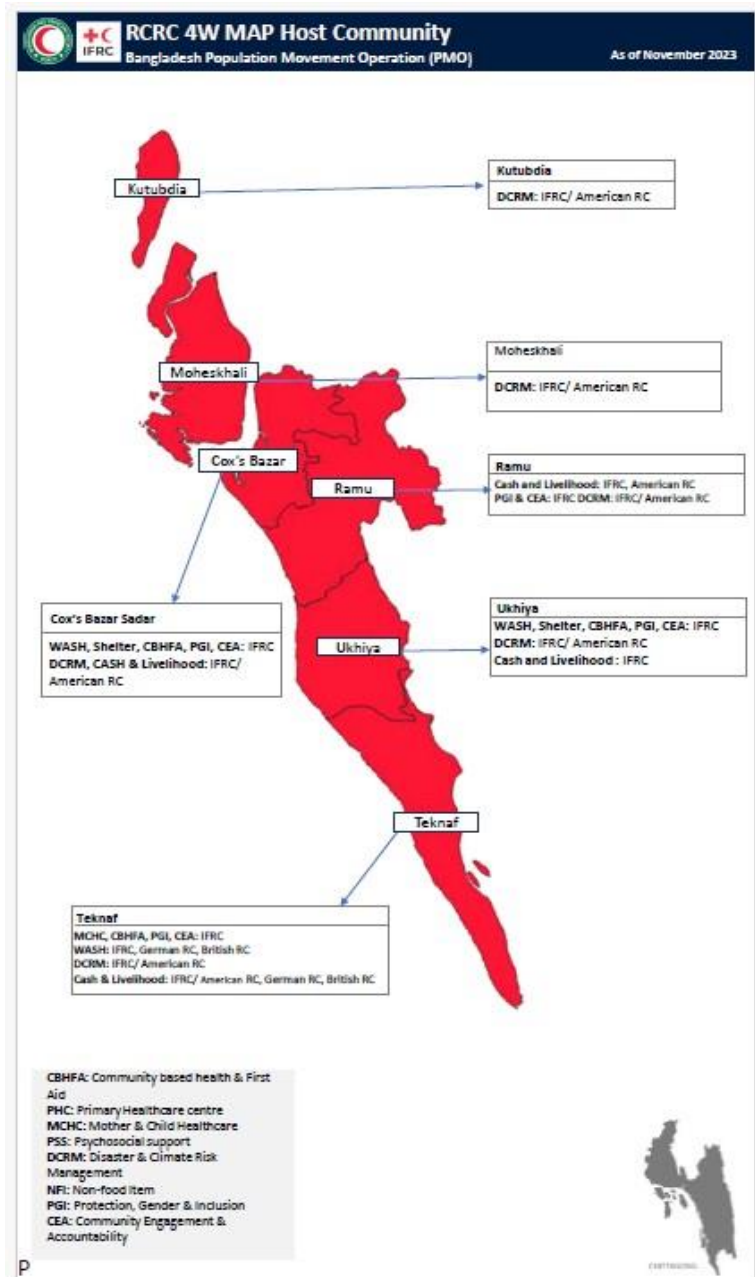 IFRC
RCRC 4W MAP Host Community
Bangladesh Population Movement Operation (PMO)
As of November 2023
Kutubdia
Kutubdia
DCRM: IFRC/ American RC
Moheskhali
Moheskhali
DCRM: IFRC/ American RC
Cox's Bazar
Ramu
Ramu
Cash and Livelihood: IFRC, American RC
PGI & CEA: IFRC DCRM: IFRC/ American RC
Cox's Bazar Sadar
WASH, Shelter, CBHFA, PGI, CEA: IFRC
DCRM, CASH & Livelihood: IFRC/
American RC
Ukhiya
Ukhiya
WASH, Shelter, CBHFA, PGI, CEA: IFRC
DCRM: IFRC/ American RC
Cash and Livelihood : IFRC
Teknaf
Teknaf
MCHC, CBHFA, PGI, CEA: IFRC
WASH: IFRC, German RC, British RC
DCRM: IFRC/ American RC
Cash & Livelihood: IFRC/ American RC, German RC, British RC
CBHFA: Community based health & First
Aid
PHC: Primary Healthcare centre
MCHC: Mother & Child Healthcare
PSS: Psychosocial support
DCRM: Disaster & Climate Risk
Management
NFI: Non-food Item
PGI: Protection, Gender & Inclusion
CEA: Community Engagement &
Accountability
P